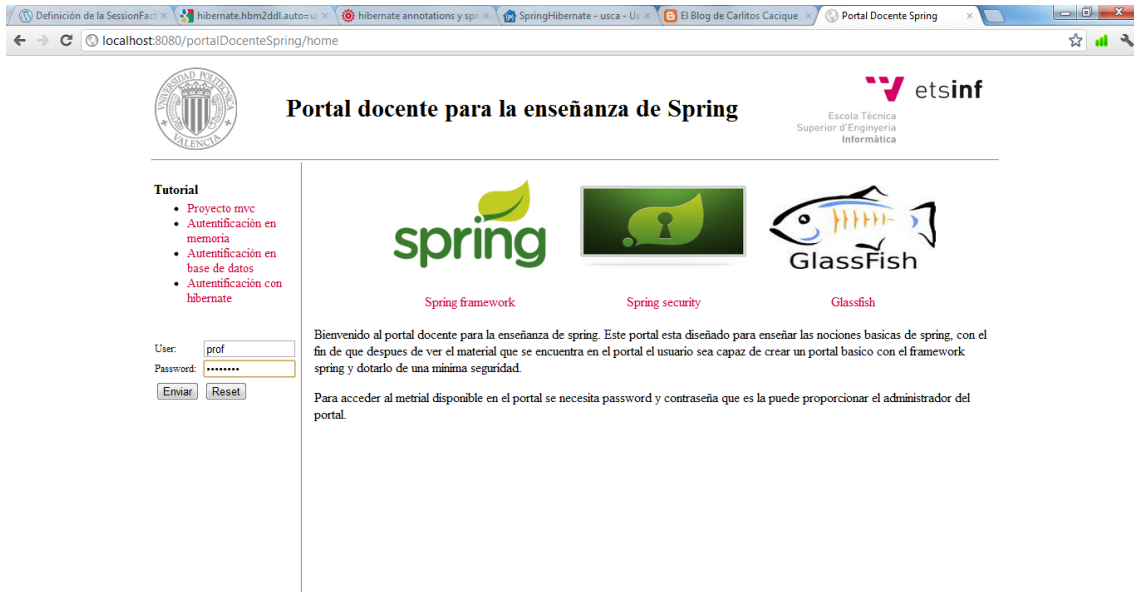 Definición de la SessionFact
hibernate.hbm2ddl.auto=u
hibernate annotations y spr
SpringHibernate - usca - Us
El Blog de Carlitos Cacique
Portal Docente Spring
localhost:8080/portalDocenteSpring/home
VNIVERSIDAD POLITECNICA
VALENCIA
Portal docente para la enseñanza de Spring
etsinf
Escola Tècnica
Superior d'Enginyeria
Informàtica
Tutorial
Proyecto mvc
Autentificación en
memoria
Autentificación en
base de datos
Autentificación con
hibernate
User:
prof
Password:
••••••••
Enviar
Reset
spring
GlassFish
Spring framework
Spring security
Glassfish
Bienvenido al portal docente para la enseñanza de spring. Este portal esta diseñado para enseñar las nociones basicas de spring, con el
fin de que despues de ver el material que se encuentra en el portal el usuario sea capaz de crear un portal basico con el framework
spring y dotarlo de una minima seguridad.
Para acceder al metrial disponible en el portal se necesita password y contraseña que es la puede proporcionar el administrador del
portal.